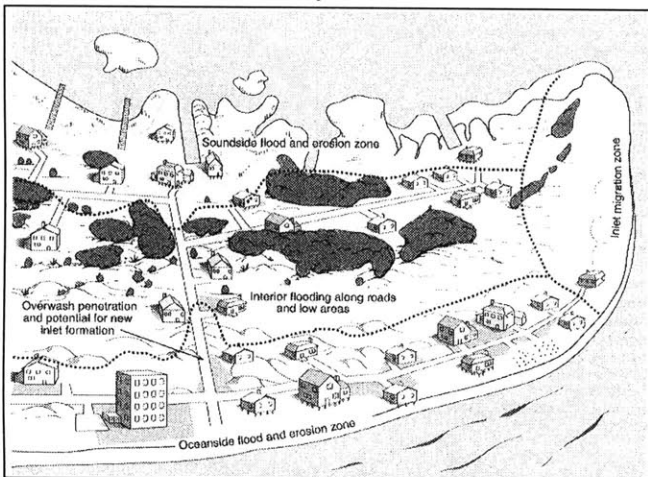 Soundside flood and erosion zone
Inlet migration zone
Overwash penetration
and potential for new
inlet formation
Interior flooding along roads
and low areas
Oceanside flood and erosion zone